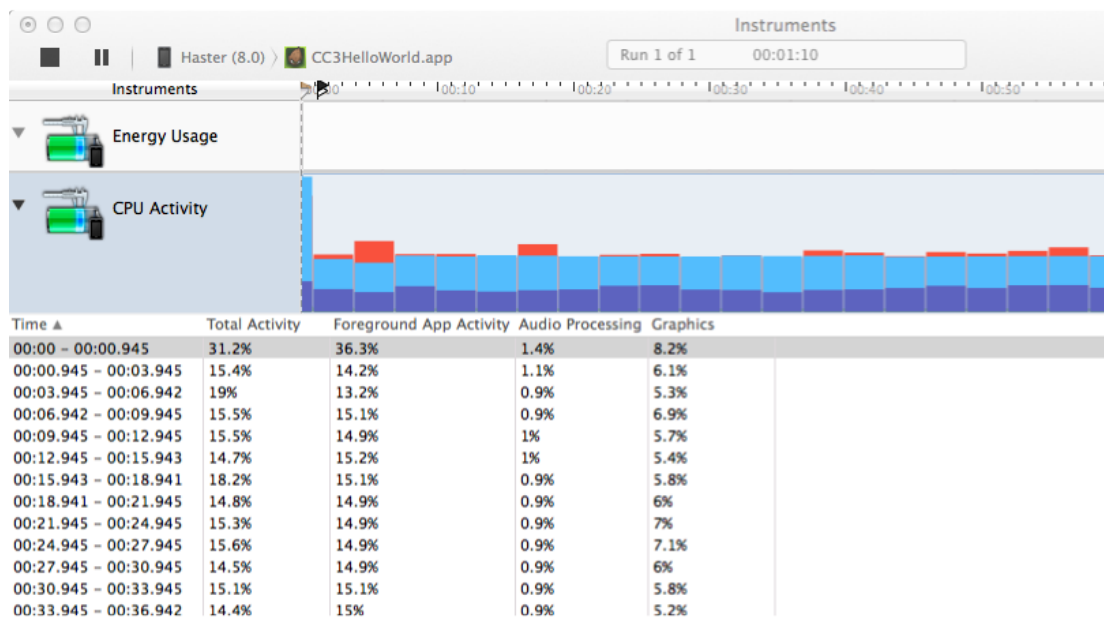 Instruments
Haster (8.0) CC3HelloWorld.app Run 1 of 1 00:01:10
Instruments 00:10 00:20 00:30 00:40 00:50
Energy Usage
CPU Activity
Time ▲ Total Activity Foreground App Activity Audio Processing Graphics
00:00 – 00:00.945 31.2% 36.3% 1.4% 8.2%
00:00.945 – 00:03.945 15.4% 14.2% 1.1% 6.1%
00:03.945 – 00:06.942 19% 13.2% 0.9% 5.3%
00:06.942 – 00:09.945 15.5% 15.1% 0.9% 6.9%
00:09.945 – 00:12.945 15.5% 14.9% 1% 5.7%
00:12.945 – 00:15.943 14.7% 15.2% 1% 5.4%
00:15.943 – 00:18.941 18.2% 15.1% 0.9% 5.8%
00:18.941 – 00:21.945 14.8% 14.9% 0.9% 6%
00:21.945 – 00:24.945 15.3% 14.9% 0.9% 7%
00:24.945 – 00:27.945 15.6% 14.9% 0.9% 7.1%
00:27.945 – 00:30.945 14.5% 14.9% 0.9% 6%
00:30.945 – 00:33.945 15.1% 15.1% 0.9% 5.8%
00:33.945 – 00:36.942 14.4% 15% 0.9% 5.2%